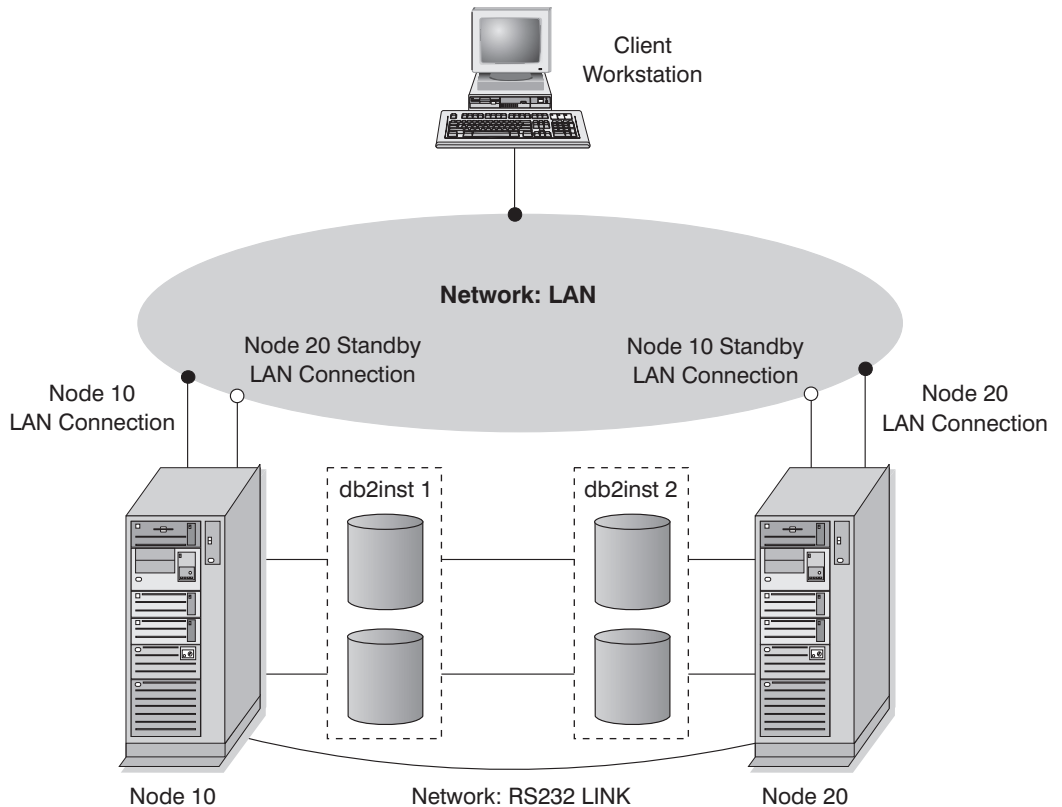 Client
Workstation
Network: LAN
Node 20 Standby
LAN Connection
Node 10 Standby
LAN Connection
Node 10
LAN Connection
Node 20
LAN Connection
db2inst 1
db2inst 2
Node 10
Network: RS232 LINK
Node 20